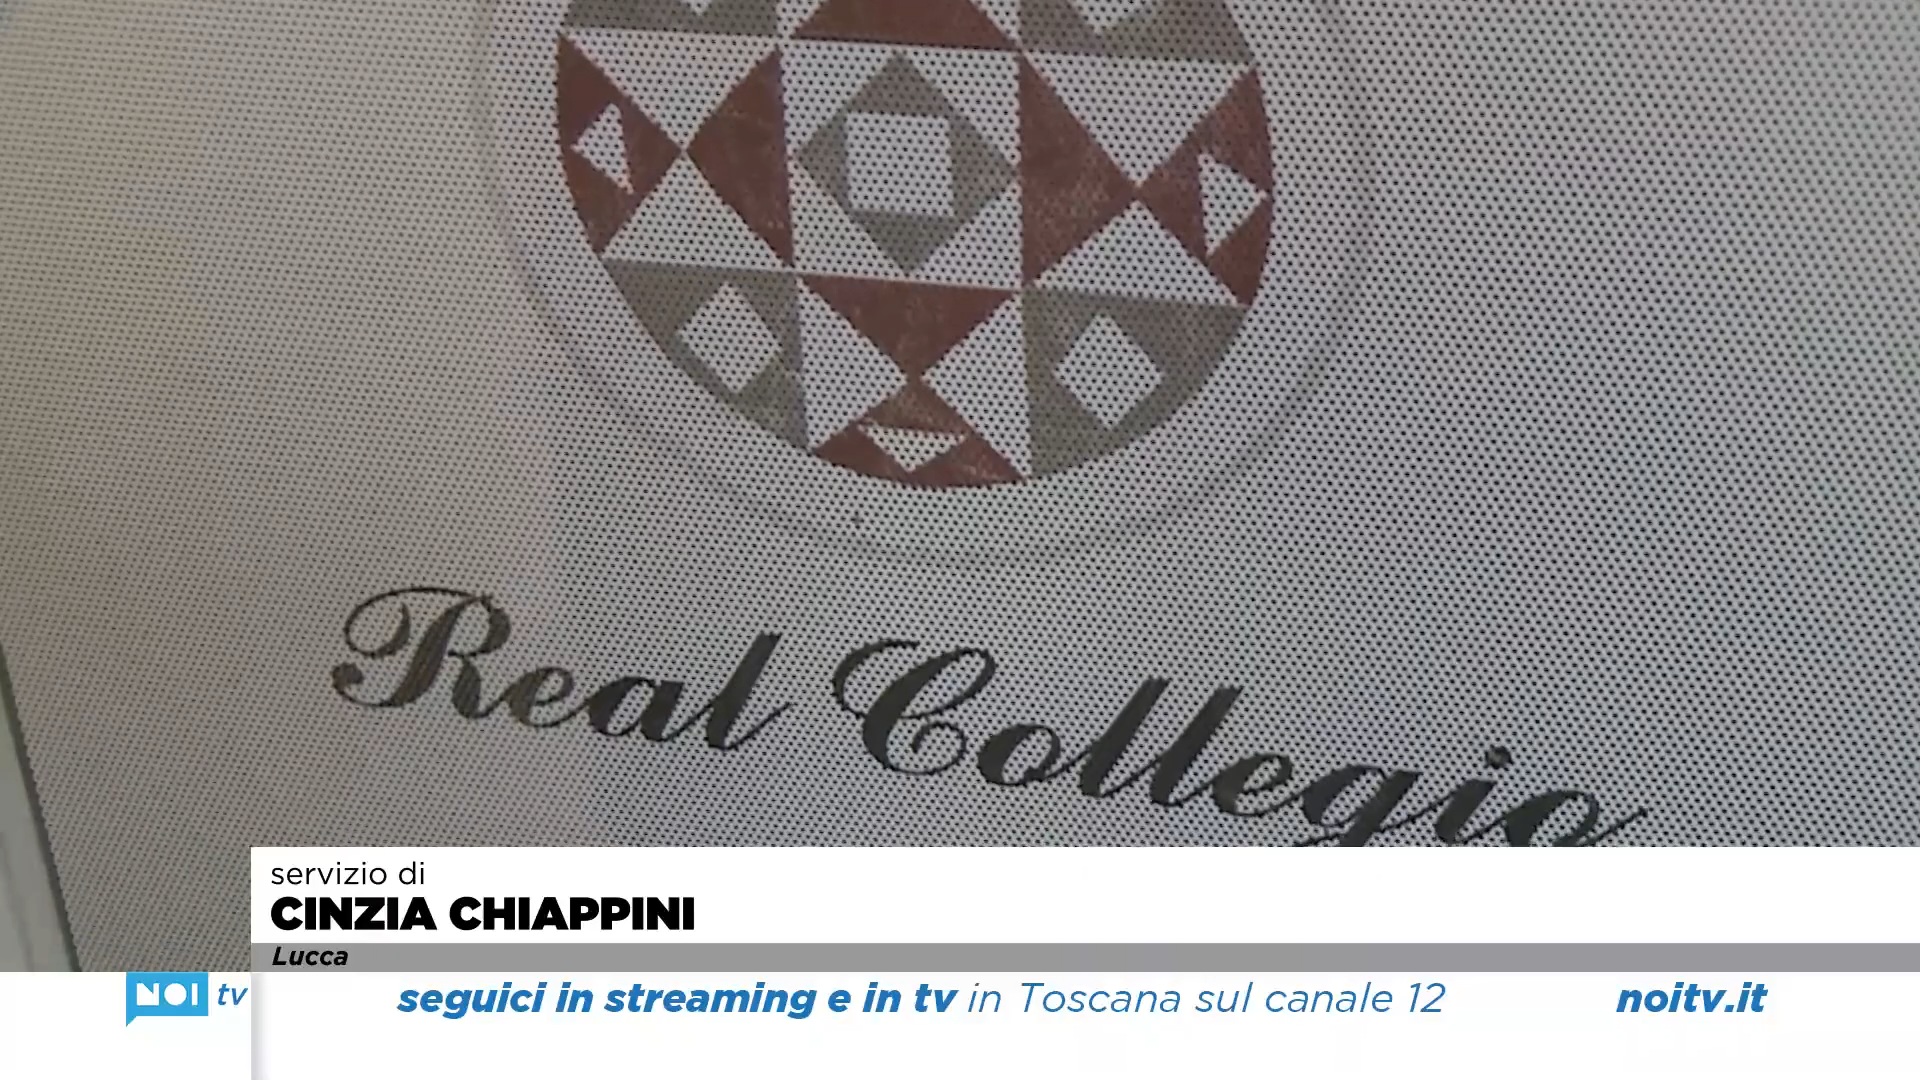 Real Collegio
servizio di
CINZIA CHIAPPINI
Lucca
NOI tv
seguici in streaming e in tv in Toscana sul canale 12
noitv.it